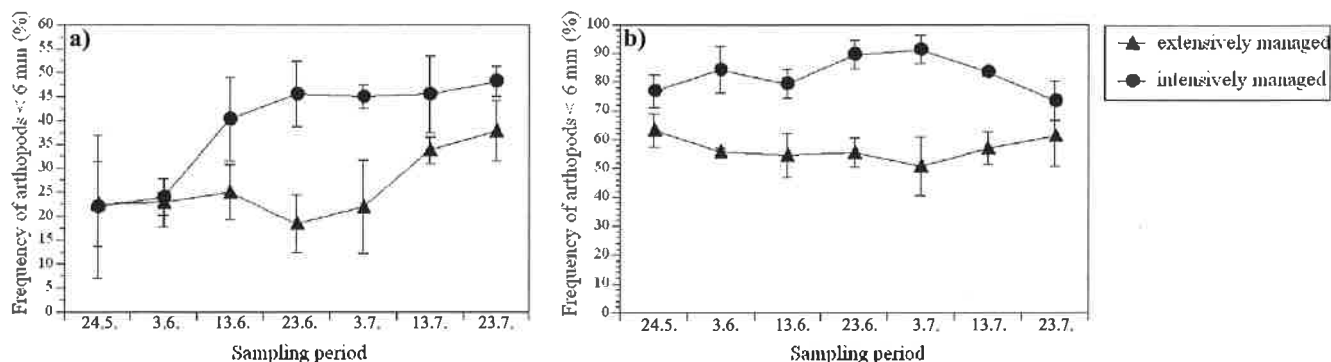 a)
Frequency of arthopods < 6 mm (%)
60
55
50
45
40
35
30
25
20
15
10
5
0
24.5. 3.6. 13.6. 23.6. 3.7. 13.7. 23.7.
Sampling period
b)
Frequency of arthopods < 6 mm (%)
100
90
80
70
60
50
40
30
20
10
0
24.5. 3.6. 13.6. 23.6. 3.7. 13.7. 23.7.
Sampling period
extensively managed
intensively managed